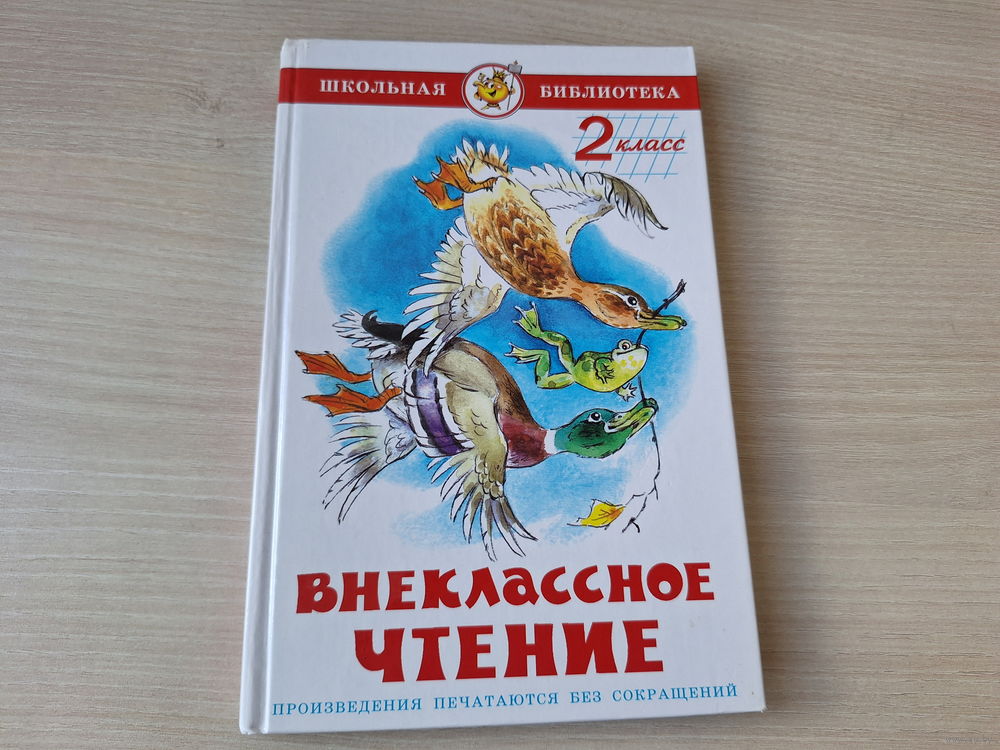 ШКОЛЬНАЯ БИБЛИОТЕКА
2 класс
ВНЕКЛАССНОЕ
ЧТЕНИЕ
ПРОИЗВЕДЕНИЯ ПЕЧАТАЮТСЯ БЕЗ СОКРАЩЕНИЙ